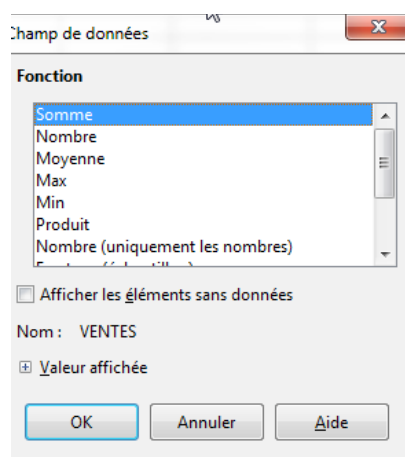 Champ de données
Fonction
Somme
Nombre
Moyenne
Max
Min
Produit
Nombre (uniquement les nombres)
Afficher les éléments sans données
Nom : VENTES
Valeur affichée
OK
Annuler
Aide